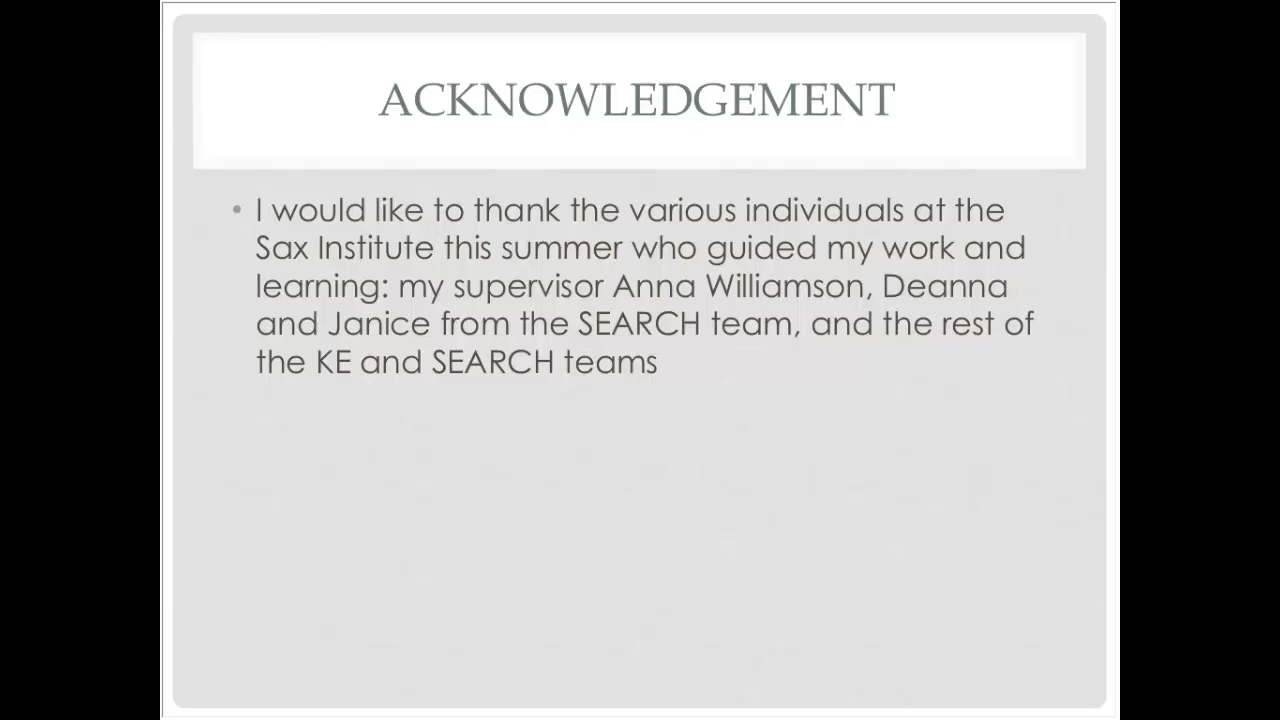 ACKNOWLEDGEMENT
• I would like to thank the various individuals at the
Sax Institute this summer who guided my work and
learning: my supervisor Anna Williamson, Deanna
and Janice from the SEARCH team, and the rest of
the KE and SEARCH teams